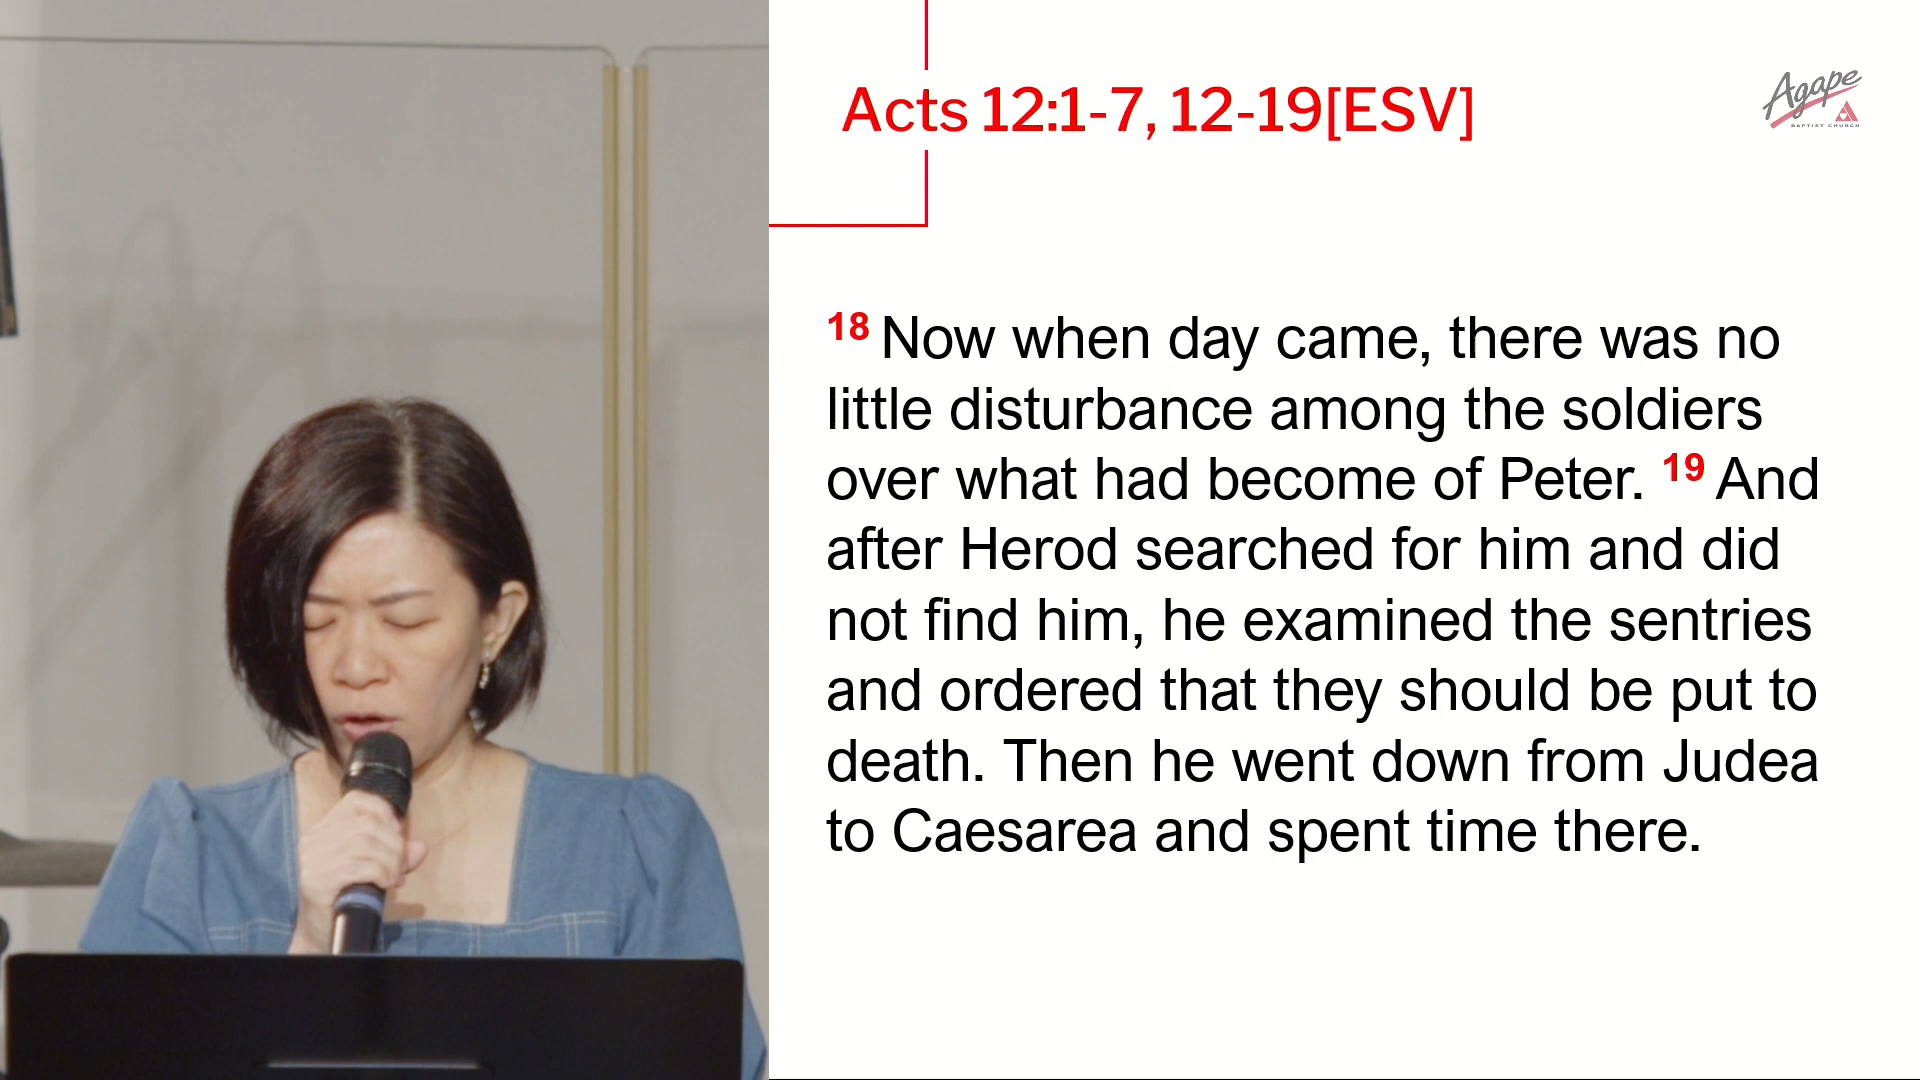 Acts 12:1-7, 12-19[ESV]
Agape
BAPTIST CHURCH
18 Now when day came, there was no
little disturbance among the soldiers
over what had become of Peter. 19 And
after Herod searched for him and did
not find him, he examined the sentries
and ordered that they should be put to
death. Then he went down from Judea
to Caesarea and spent time there.